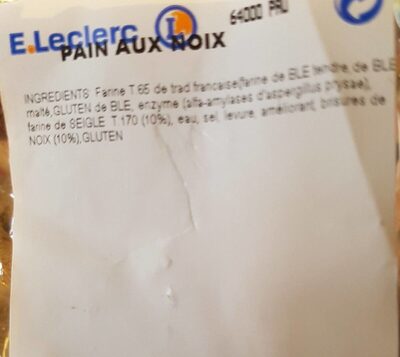 E.Leclerc L 64000 PAU
PAIN AUX NOIX
INGREDIENTS: Farine T.65 de trad francaise(farine de BLE tendre, de BLE
malté,GLUTEN de BLE, enzyme (alfa-amylases d'aspergillus orysae),
farine de SEIGLE T.170 (10%), eau, sel, levure, améliorant, brisures de
NOIX (10%),GLUTEN